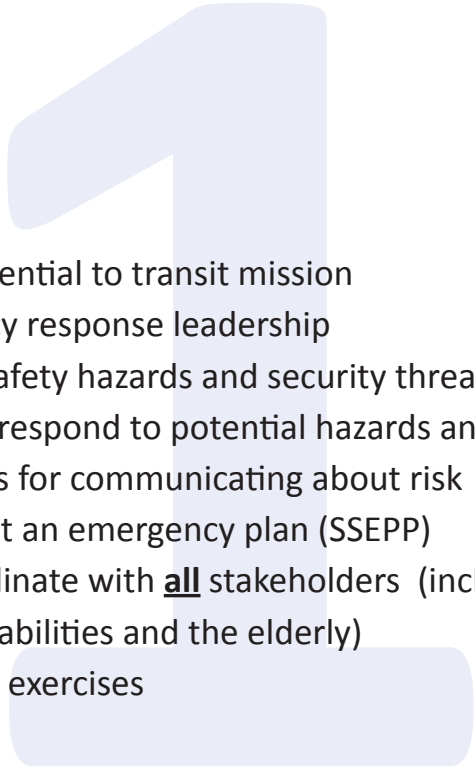 ential to transit mission
y response leadership
afety hazards and security threa
respond to potential hazards an
s for communicating about risk
t an emergency plan (SSEPP)
linate with all stakeholders (incl
abilities and the elderly)
exercises
1